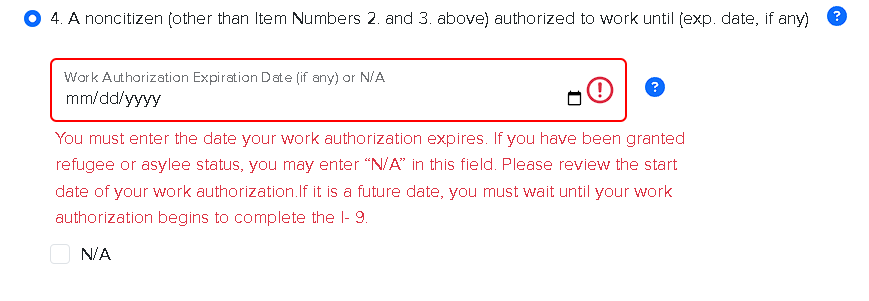 4. A noncitizen (other than Item Numbers 2. and 3. above) authorized to work until (exp. date, if any) ?
Work Authorization Expiration Date (if any) or N/A
mm/dd/yyyy
You must enter the date your work authorization expires. If you have been granted
refugee or asylee status, you may enter “N/A” in this field. Please review the start
date of your work authorization.If it is a future date, you must wait until your work
authorization begins to complete the I- 9.
N/A